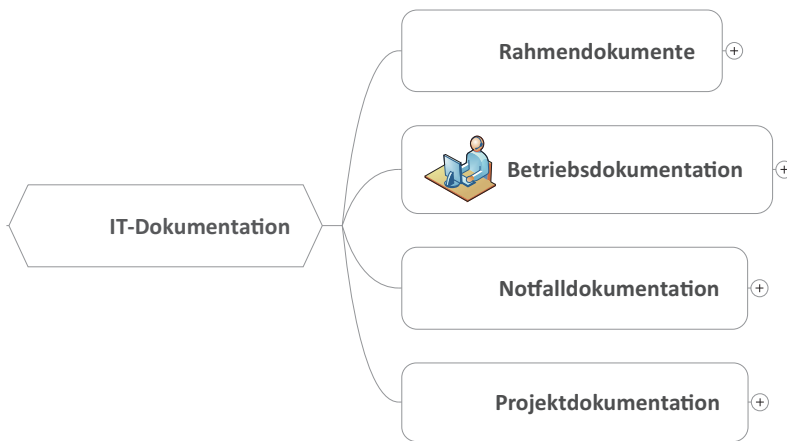 Rahmendokumente
Betriebsdokumentation
IT-Dokumentation
Notfalldokumentation
Projektdokumentation